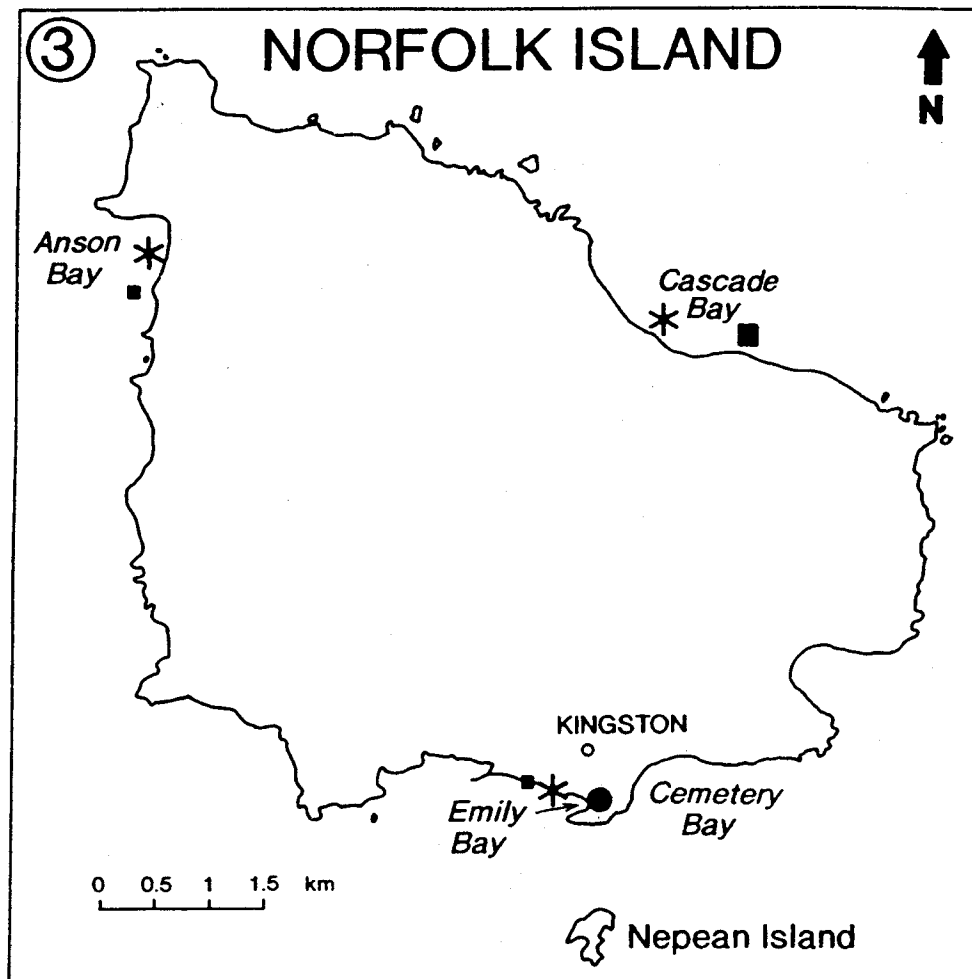 3 NORFOLK ISLAND
N
Anson
Bay
Cascade
Bay
KINGSTON
Emily
Bay
Cemetery
Bay
0 0.5 1 1.5 km
Nepean Island